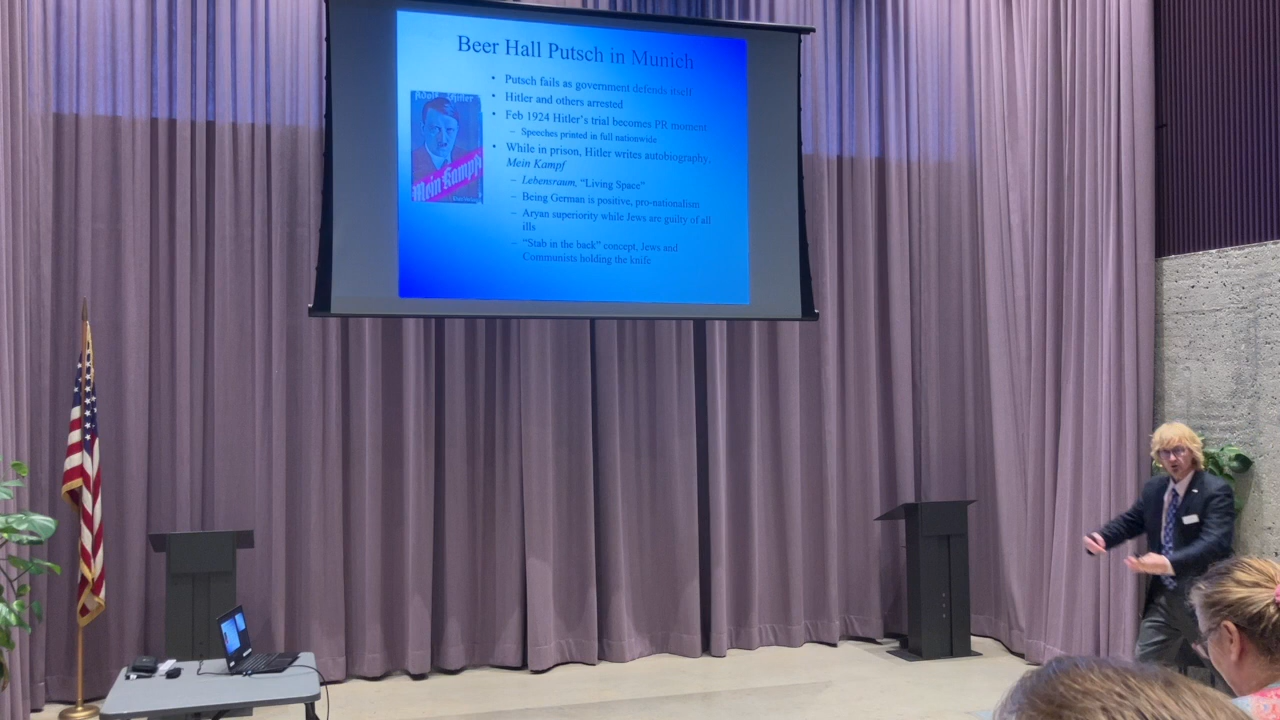 Beer Hall Putsch in Munich
• Putsch fails as government defends itself
• Hitler and others arrested
• Feb 1924 Hitler's trial becomes PR moment
– Speeches printed in full nationwide
• While in prison, Hitler writes autobiography,
Mein Kampf
– Lebensraum, “Living Space”
– Being German is positive, pro-nationalism
– Aryan superiority while Jews are guilty of all
ills
– “Stab in the back” concept, Jews and
Communists holding the knife
Adolf Hitler
Mein Kampf